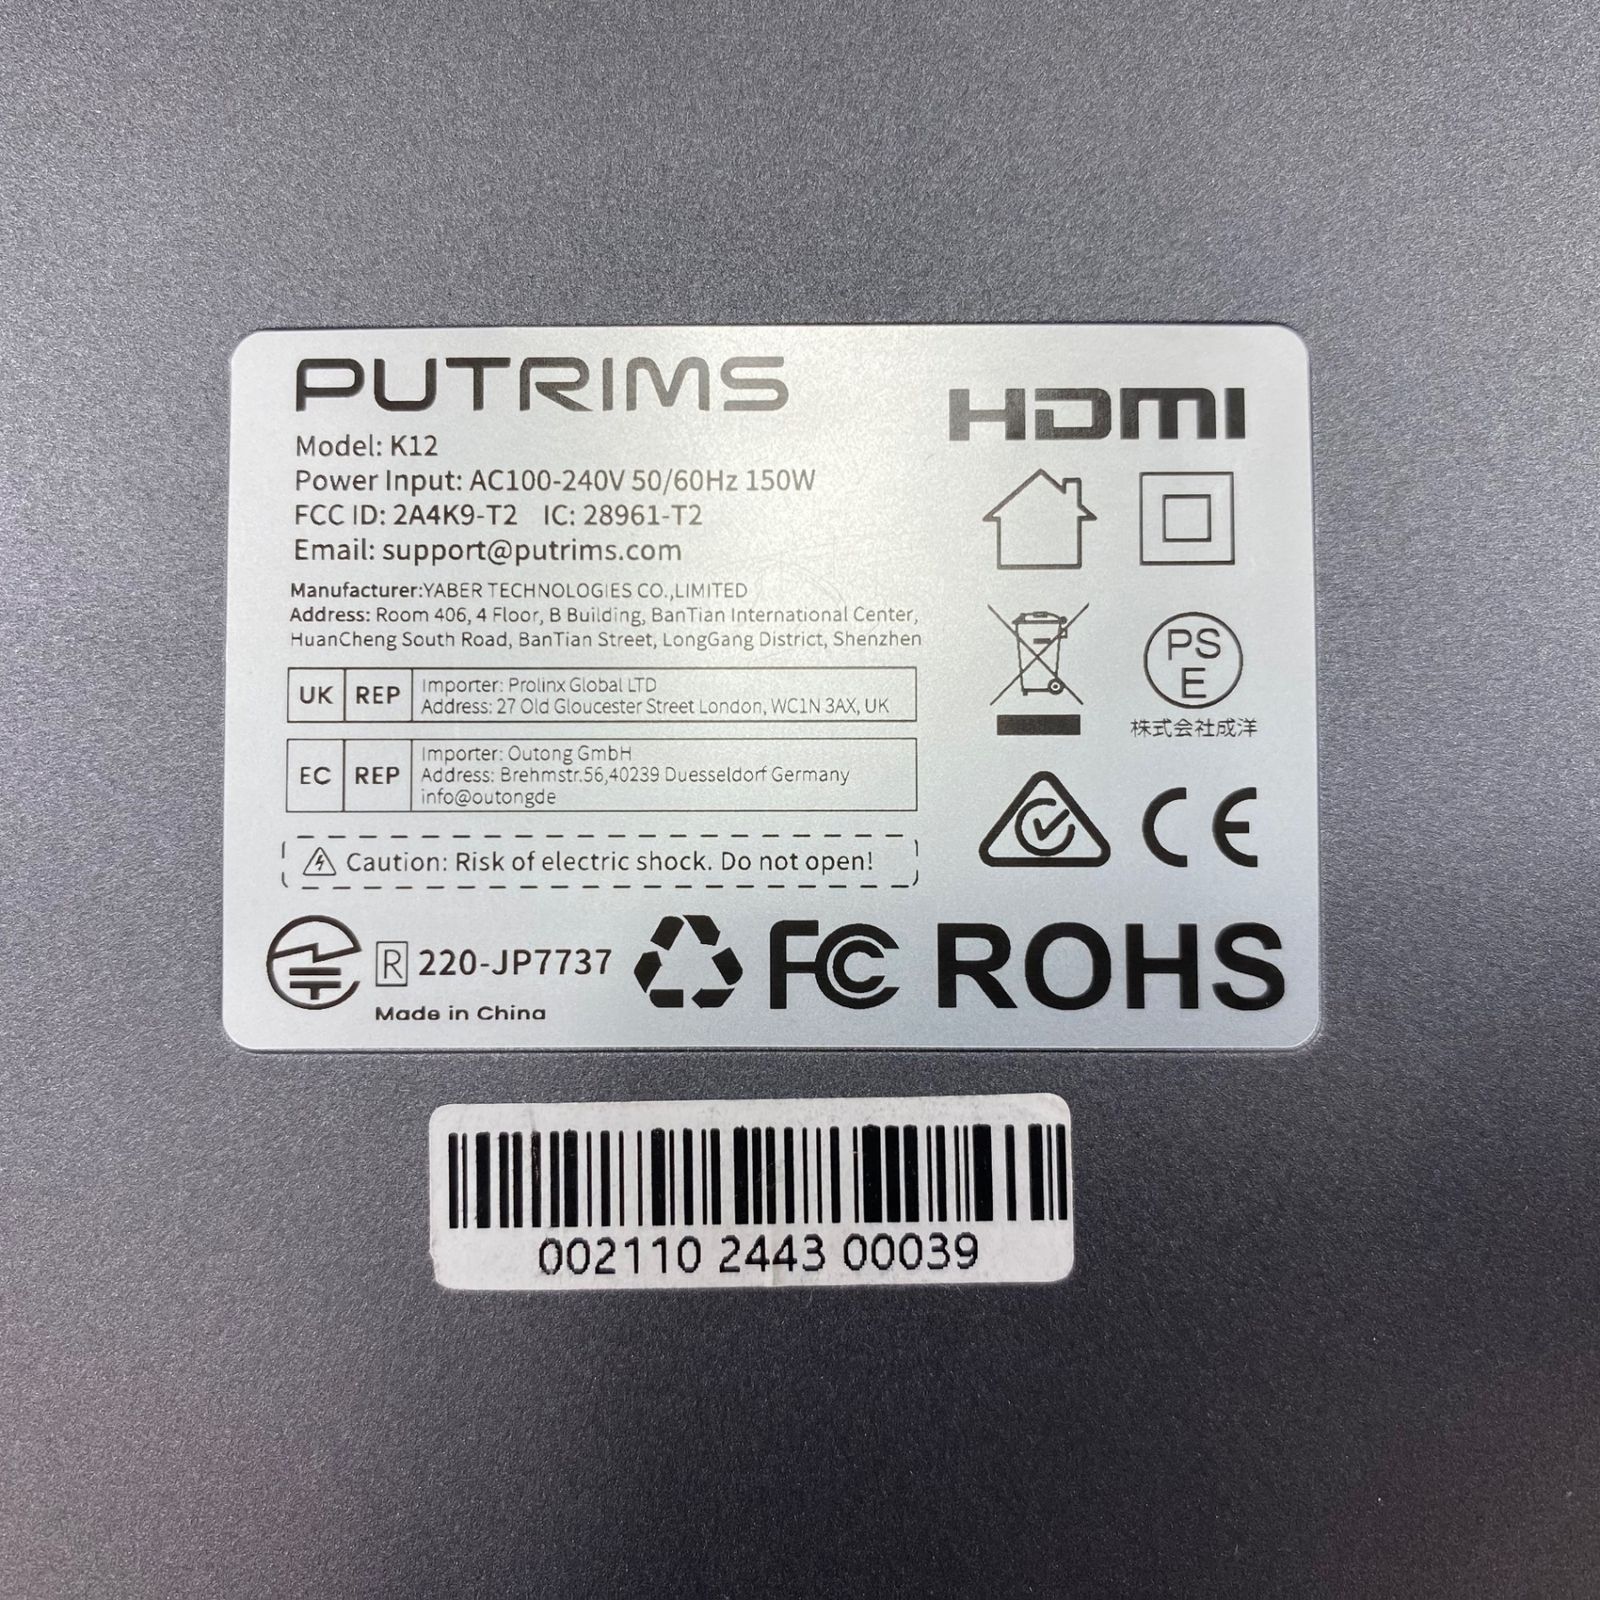 PUTRIMS
HDMI
Model: K12
Power Input: AC100-240V 50/60Hz 150W
FCC ID: 2A4K9-T2 IC: 28961-T2
Email: support@putrims.com
Manufacturer:YABER TECHNOLOGIES CO.,LIMITED
Address: Room 406, 4 Floor, B Building, BanTian International Center,
HuanCheng South Road, BanTian Street, LongGang District, Shenzhen
PS
E
株式会社成洋
UK REP
Importer: Prolinx Global LTD
Address: 27 Old Gloucester Street London, WC1N 3AX, UK
EC REP
Importer: Outong GmbH
Address: Brehmstr.56,40239 Duesseldorf Germany
info@outongde
CE
Caution: Risk of electric shock. Do not open!
R 220-JP7737
FC ROHS
Made in China
002110 2443 00039